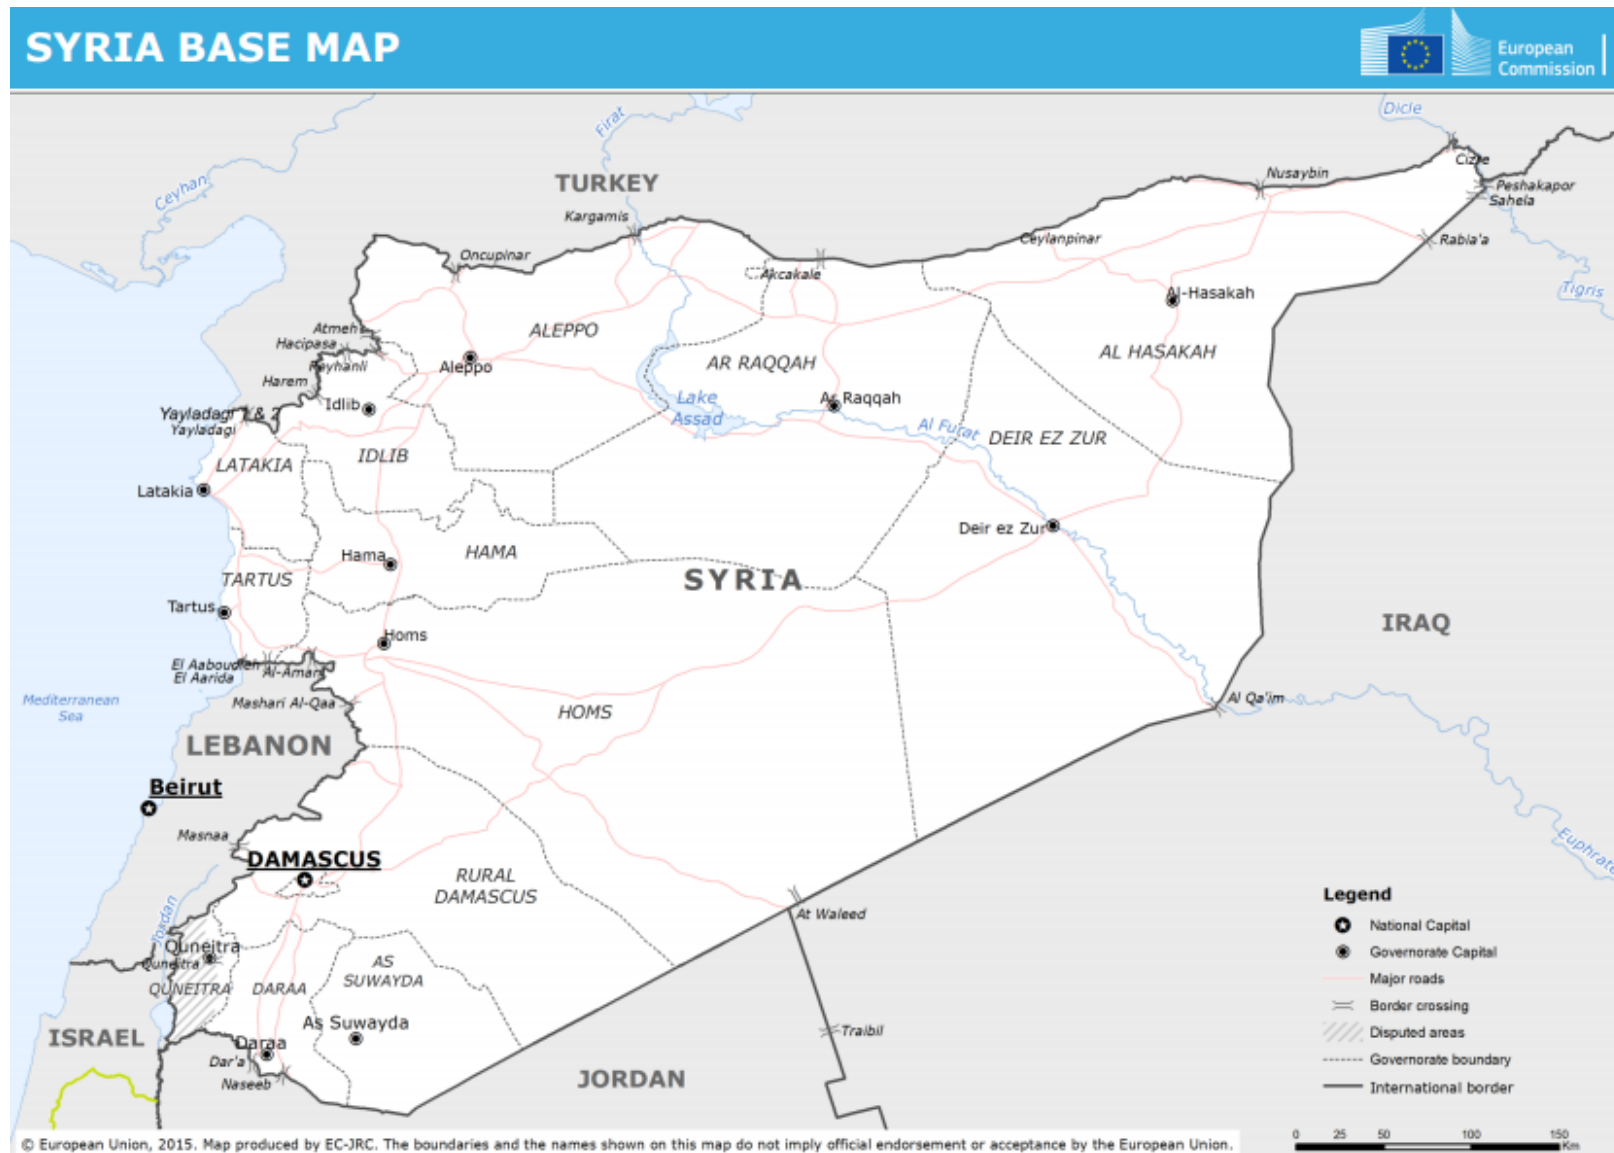 SYRIA BASE MAP
European
Commission
Dicle
Firat
Ceyhan
TURKEY
Nusaybin
Cizre
Peshakapor
Sahela
Kargamis
Ceylanpinar
Rabia'a
Oncupinar
Akcakale
Tigris
Al-Hasakah
Atmeh
Hacipasa
ALEPPO
Reyhanli
Aleppo
AR RAQQAH
AL HASAKAH
Harem
Idlib
Lake
Assad
Ar Raqqah
Yayladagi 1 & 2
Yayladagi
Al Furat
DEIR EZ ZUR
LATAKIA
IDLIB
Latakia
Deir ez Zur
Hama
HAMA
TARTUS
SYRIA
Tartus
IRAQ
Homs
El Aaboudieh
El Aarida
Al-Amari
Mediterranean
Sea
Mashari Al-Qaa
Al Qa'im
HOMS
LEBANON
Beirut
Masnaa
Euphrate
DAMASCUS
RURAL
DAMASCUS
Jordan
At Waleed
Quneitra
Quneitra
QUNEITRA
DARAA
AS
SUWAYDA
ISRAEL
As Suwayda
Traibil
Daraa
Dar'a
Naseeb
JORDAN
Legend
National Capital
Governorate Capital
Major roads
Border crossing
Disputed areas
Governorate boundary
International border
© European Union, 2015. Map produced by EC-JRC. The boundaries and the names shown on this map do not imply official endorsement or acceptance by the European Union.
0 25 50 100 150
Km